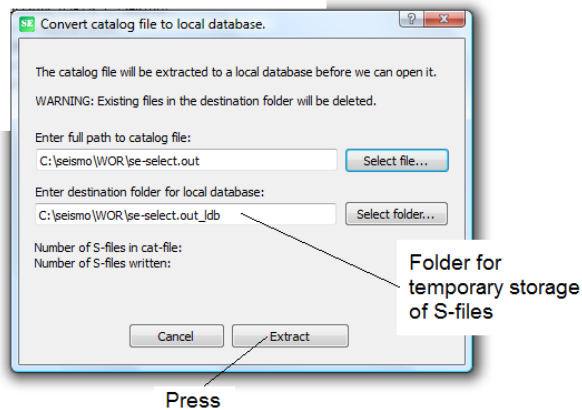 SE Convert catalog file to local database.
The catalog file will be extracted to a local database before we can open it.
WARNING: Existing files in the destination folder will be deleted.
Enter full path to catalog file:
C:\seismo\WOR\se-select.out
Select file...
Enter destination folder for local database:
C:\seismo\WOR\se-select.out_ldb
Select folder...
Number of S-files in cat-file:
Number of S-files written:
Folder for
temporary storage
of S-files
Cancel
Extract
Press